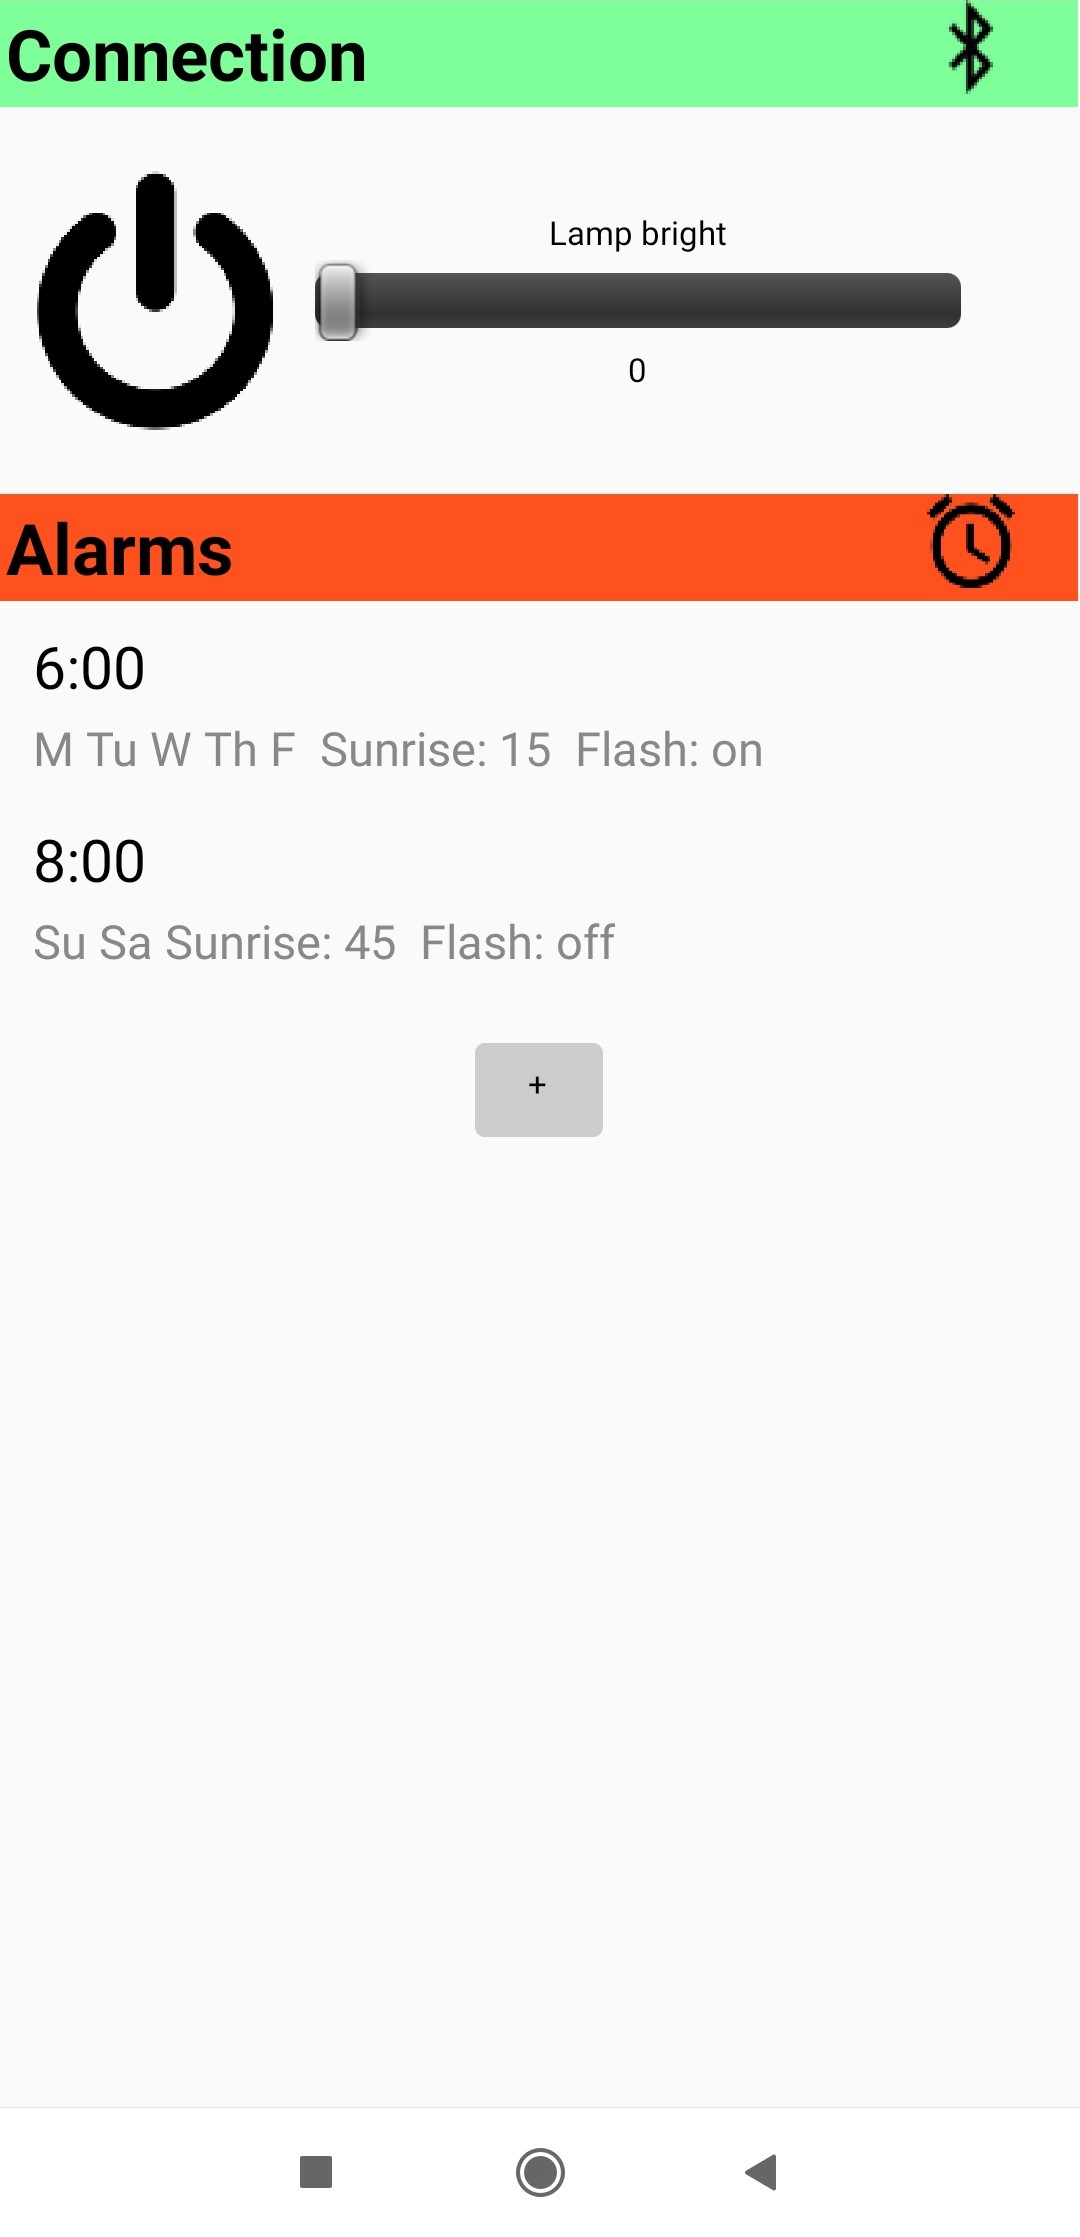 Connection
Lamp bright
0
Alarms
6:00
M Tu W Th F  Sunrise: 15  Flash: on
8:00
Su Sa Sunrise: 45  Flash: off
+